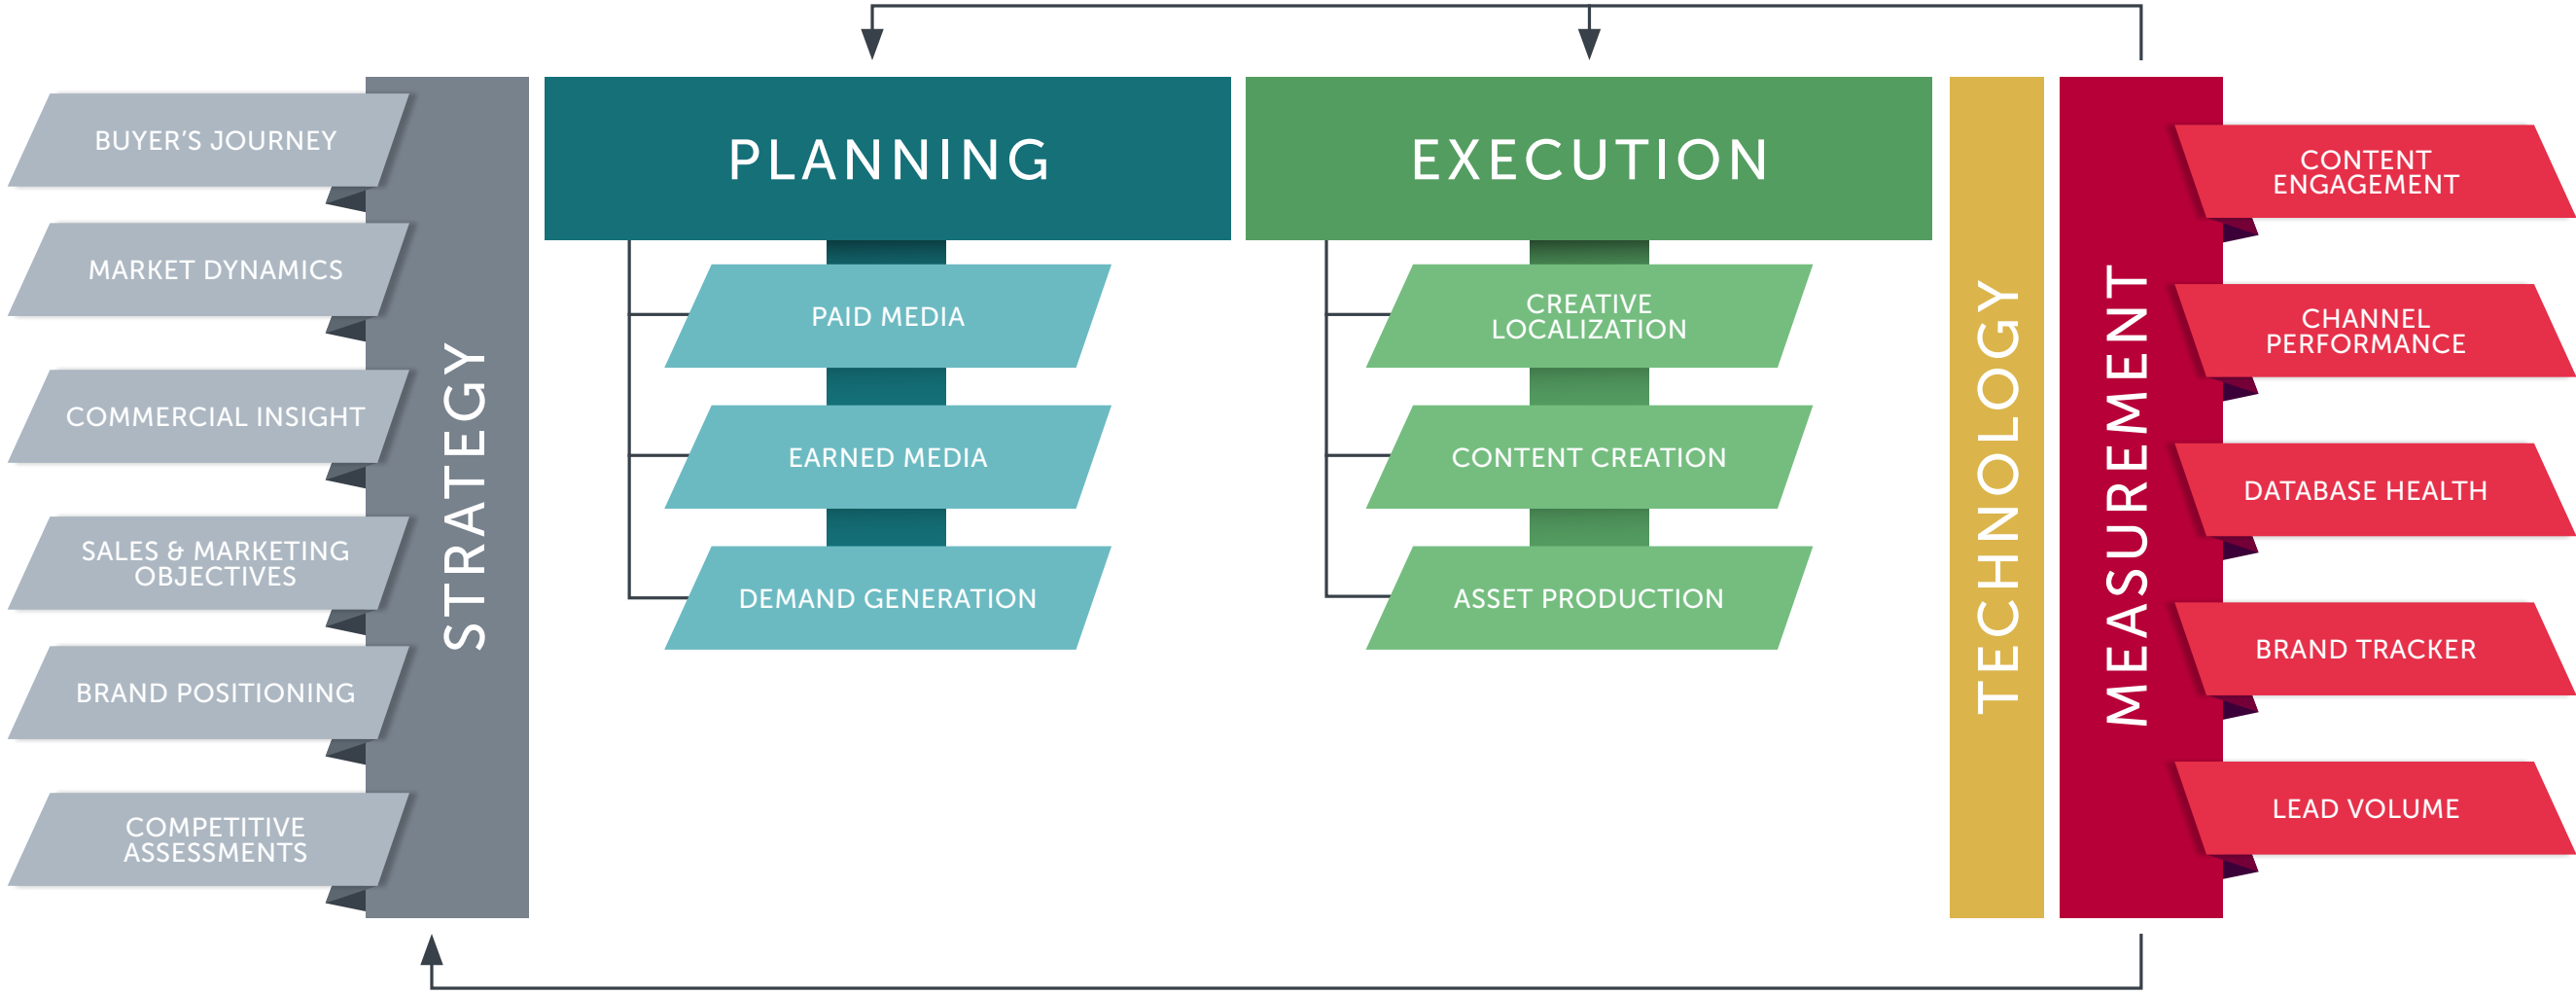 BUYER'S JOURNEY
MARKET DYNAMICS
COMMERCIAL INSIGHT
SALES & MARKETING
OBJECTIVES
BRAND POSITIONING
COMPETITIVE
ASSESSMENTS
STRATEGY
PLANNING
PAID MEDIA
EARNED MEDIA
DEMAND GENERATION
EXECUTION
CREATIVE
LOCALIZATION
CONTENT CREATION
ASSET PRODUCTION
TECHNOLOGY
MEASUREMENT
CONTENT
ENGAGEMENT
CHANNEL
PERFORMANCE
DATABASE HEALTH
BRAND TRACKER
LEAD VOLUME